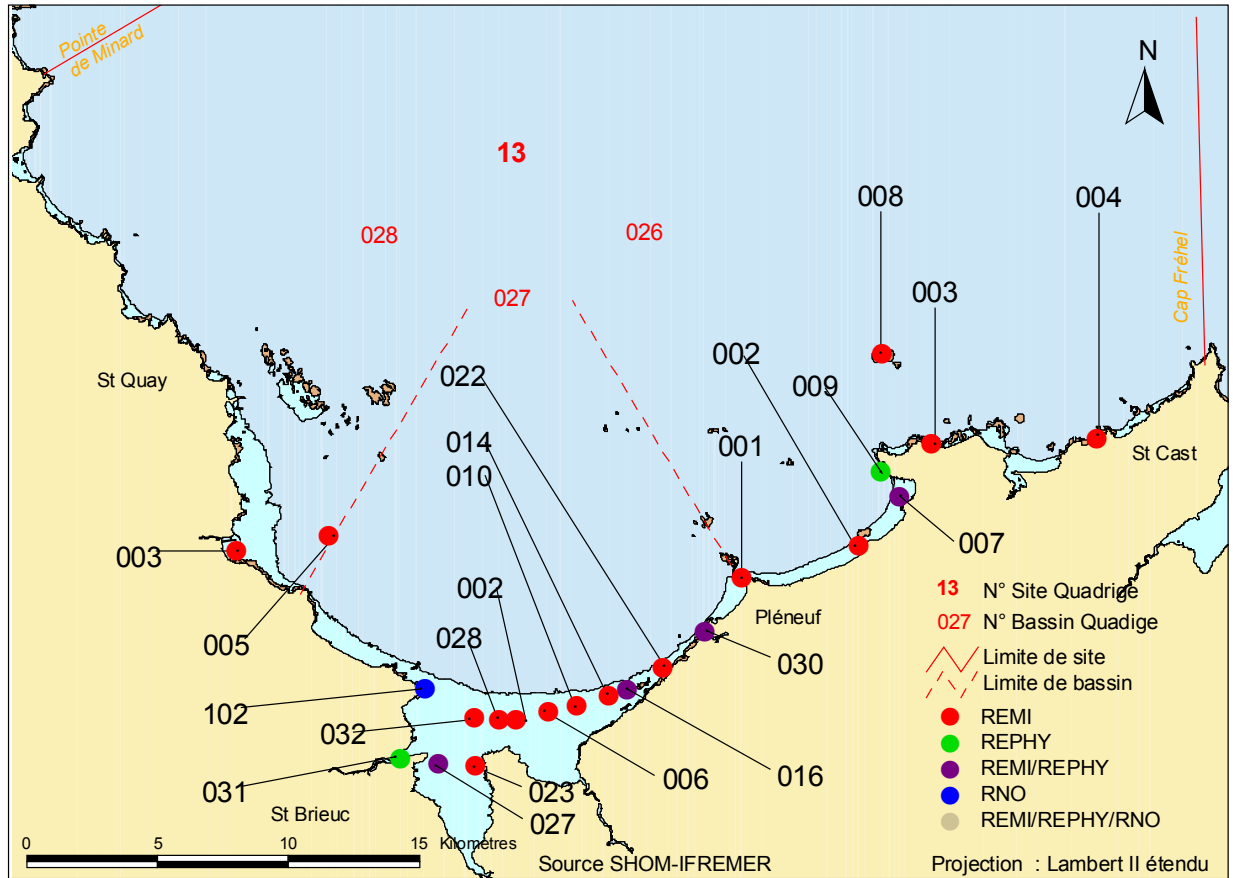 Pointe
de Minard
N
13
008
004
028
026
Cap Fréhel
003
027
002
022
009
St Quay
014
001
010
St Cast
003
007
002
13 N° Site Quadrige
005
028
Pléneuf
027 N° Bassin Quadige
030
Limite de site
Limite de bassin
102
032
REMI
006
016
REPHY
031
023
REMI/REPHY
St Brieuc
027
RNO
REMI/REPHY/RNO
0 5 10 15 Kilomètres
Source SHOM-IFREMER
Projection : Lambert II étendu